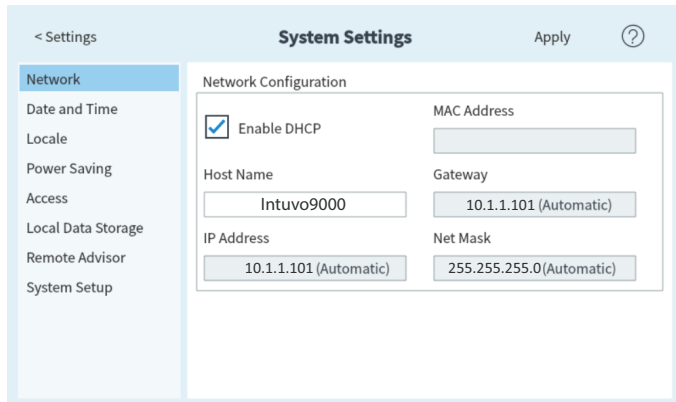 < Settings
System Settings
Apply
?
Network
Date and Time
Locale
Power Saving
Access
Local Data Storage
Remote Advisor
System Setup
Network Configuration
Enable DHCP
MAC Address
Host Name
Intuvo9000
Gateway
10.1.1.101 (Automatic)
IP Address
10.1.1.101 (Automatic)
Net Mask
255.255.255.0 (Automatic)